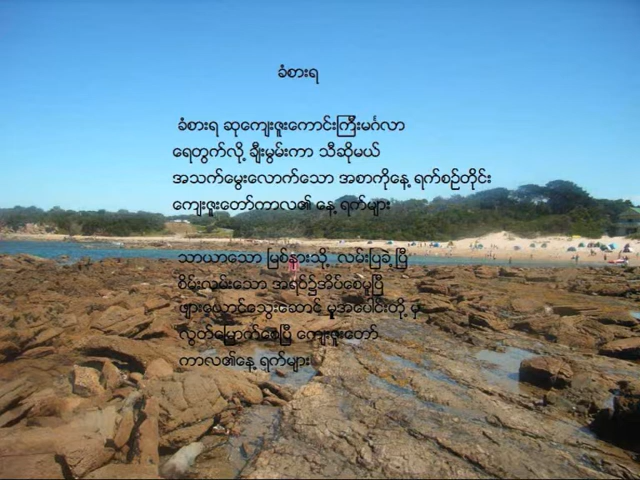 ခံစားရ
ခံစားရ ဆုကျေးဇူးကောင်းကြီးမင်္ဂလာ
ရေတွက်လို့ ချီးမွမ်းကာ သီဆိုမယ်
အသက်မွေးလောက်သော အစာကိုနေ့ ရက်စဉ်တိုင်း
ကျေးဇူးတော်ကာလ၏ နေ့ ရက်များ
သာယာသော မြစ်နားသို့ လမ်းပြခဲ့ပြီ
စိမ်းလမ်းသော အရပ်၌အိပ်စေမူပြီ
ဖျားယောင်သွေးဆောင် မှုအပေါင်းတို့ မှ
လွတ်မြောက်စေပြီ ကျေးဇူးတော်
ကာလ၏နေ့ ရက်များ